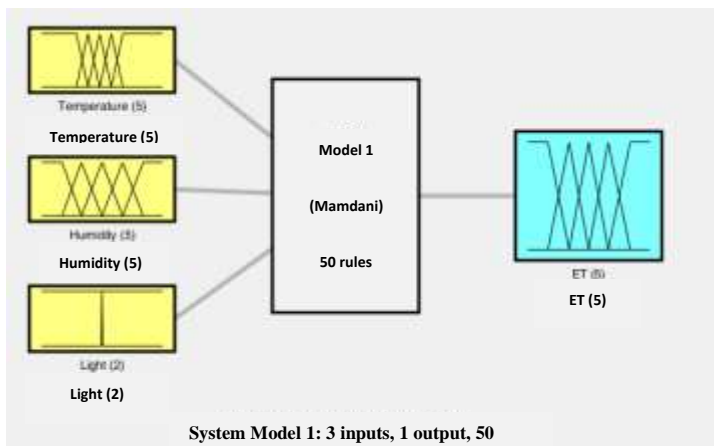 Temperature (5)
Temperature (5)
Humidity (5)
Humidity (5)
Light (2)
Light (2)
Model 1
(Mamdani)
50 rules
ET (5)
ET (5)
System Model 1: 3 inputs, 1 output, 50